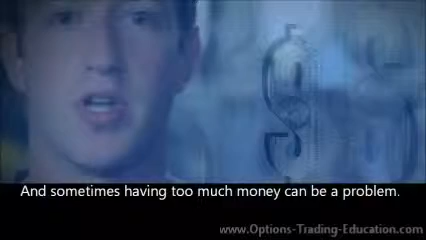 And sometimes having too much money can be a problem.
www.Options-Trading-Education.com